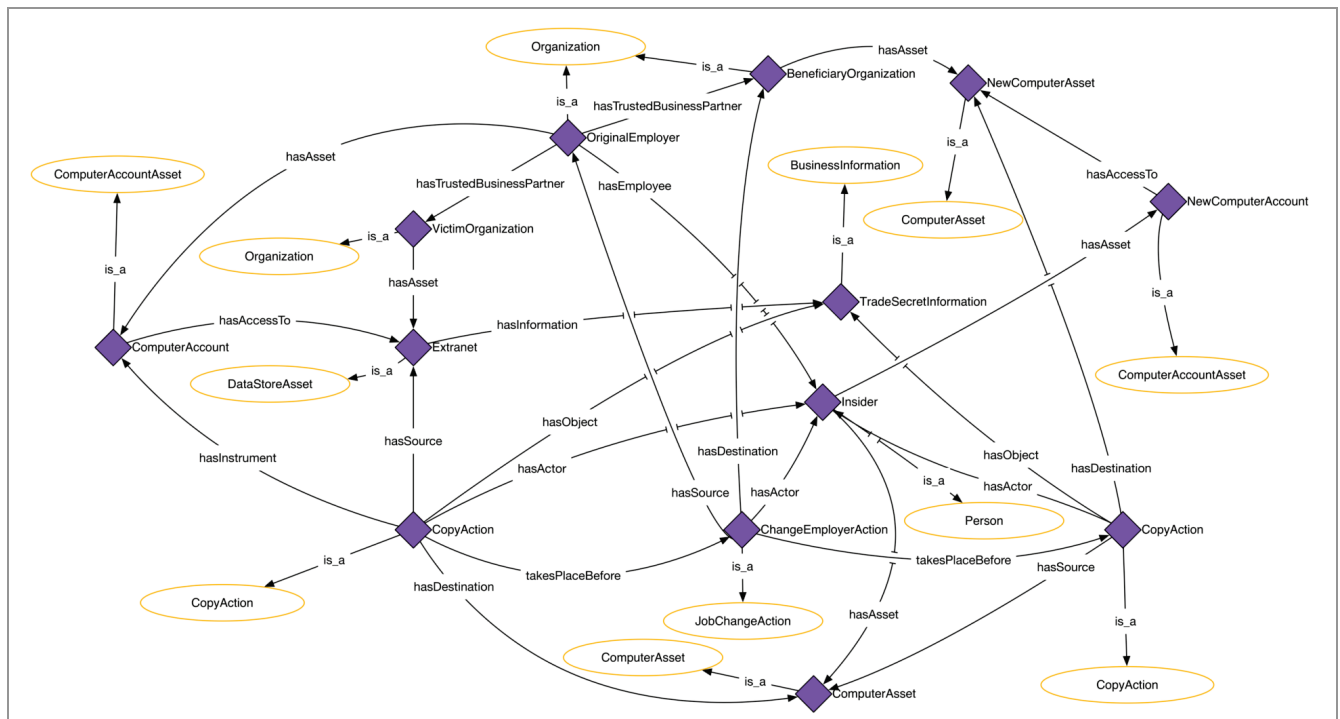 Organization
hasAsset
is_a
BeneficiaryOrganization
NewComputerAsset
is_a
hasTrustedBusinessPartner
OriginalEmployer
is_a
hasAsset
BusinessInformation
ComputerAccountAsset
hasTrustedBusinessPartner
hasEmployee
hasAccessTo
NewComputerAccount
ComputerAsset
VictimOrganization
is_a
is_a
hasAsset
Organization
is_a
hasAsset
is_a
TradeSecretInformation
is_a
hasAccessTo
hasInformation
ComputerAccount
Extranet
is_a
DataStoreAsset
ComputerAccountAsset
Insider
hasObject
hasSource
hasDestination
hasObject
hasInstrument
hasActor
hasDestination
hasActor
is_a
hasSource
hasActor
Person
CopyAction
ChangeEmployerAction
CopyAction
is_a
takesPlaceBefore
is_a
takesPlaceBefore
hasSource
hasDestination
CopyAction
hasAsset
JobChangeAction
is_a
ComputerAsset
is_a
CopyAction
ComputerAsset